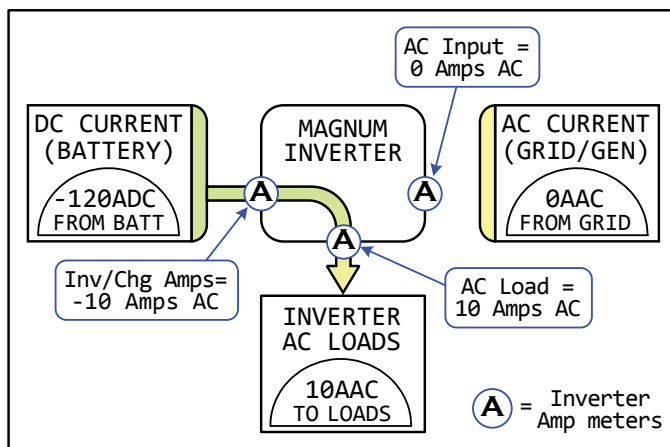 AC Input =
0 Amps AC
DC CURRENT
(BATTERY)
-120ADC
FROM BATT
MAGNUM
INVERTER
AC CURRENT
(GRID/GEN)
0AAC
FROM GRID
A
A
A
Inv/Chg Amps=
-10 Amps AC
AC Load =
10 Amps AC
INVERTER
AC LOADS
10AAC
TO LOADS
A = Inverter
Amp meters